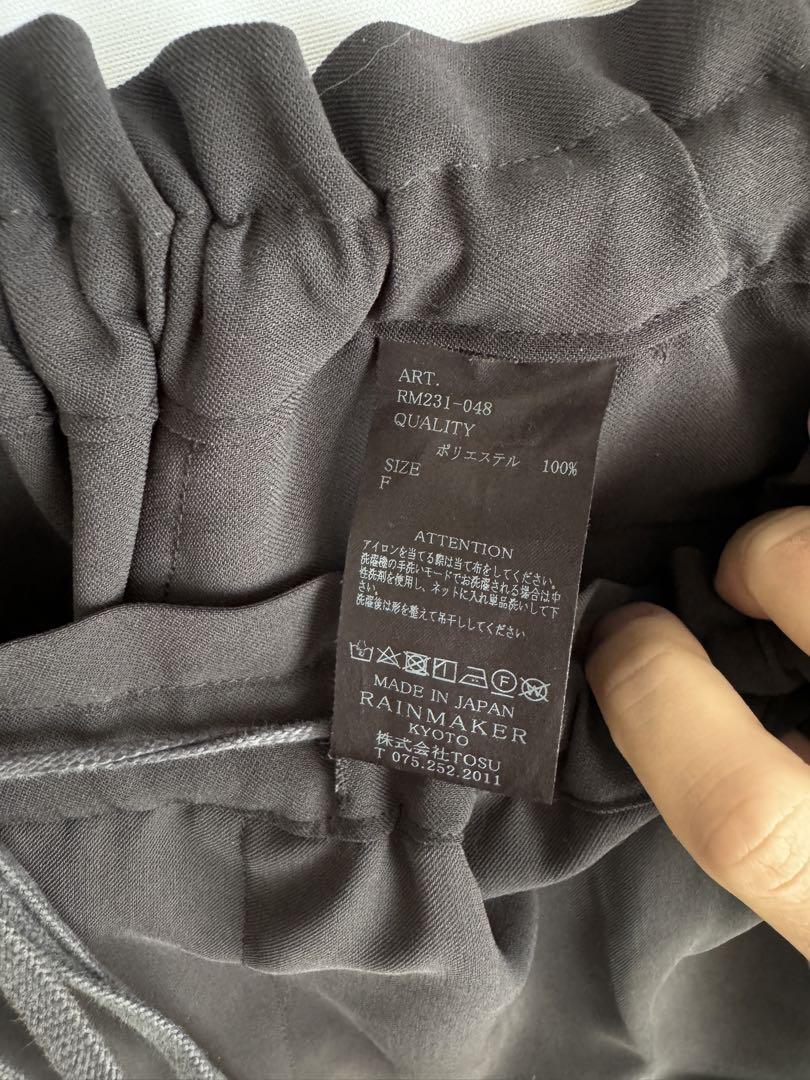 ART.
RM231-048
QUALITY
ポリエステル 100%
SIZE
F
ATTENTION
アイロンを当てる際は当て布をしてください。
洗濯機の手洗いモードでお洗濯される場合は中
性洗剤を使用し、ネットに入れ単品洗いして下
さい。
洗濯後は形を整えて吊干ししてください
F W
MADE IN JAPAN
RAINMAKER
KYOTO
株式会社TOSU
T 075.252.2011